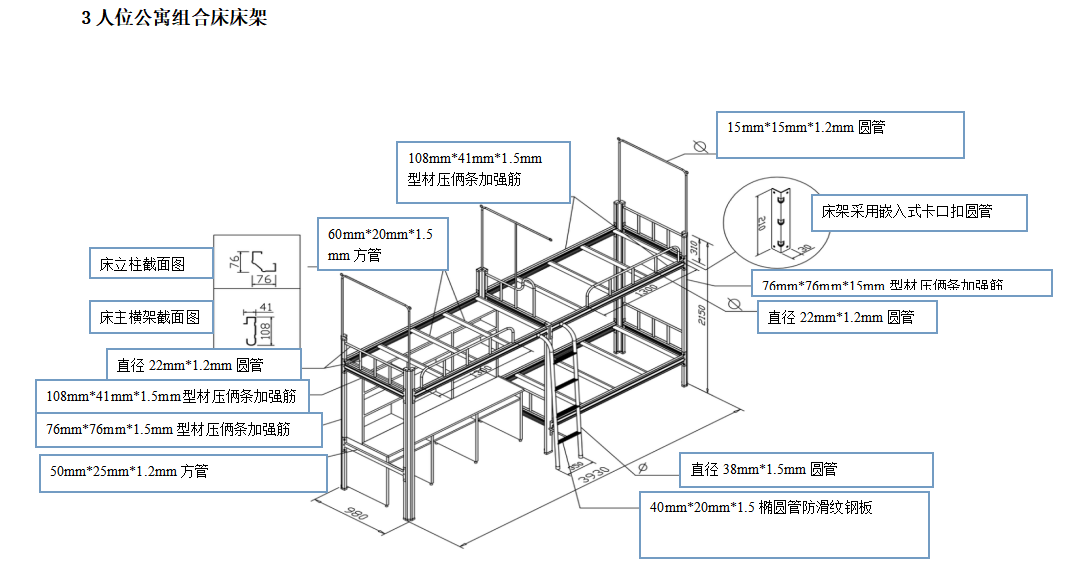 3人位公寓组合床床架
15mm*15mm*1.2mm 圆管
108mm*41mm*1.5mm
型材压俩条加强筋
床架采用嵌入式卡口扣圆管
210
130
60mm*20mm*1.5
mm 方管
310
床立柱截面图
76
76
76mm*76mm*15mm 型材压俩条加强筋
1300
床主横架截面图
41
108
直径 22mm*1.2mm 圆管
2150
直径 22mm*1.2mm 圆管
108mm*41mm*1.5mm型材压俩条加强筋
76mm*76mm*1.5mm 型材压俩条加强筋
50mm*25mm*1.2mm 方管
直径 38mm*1.5mm 圆管
300
3930
980
40mm*20mm*1.5 椭圆管防滑纹钢板